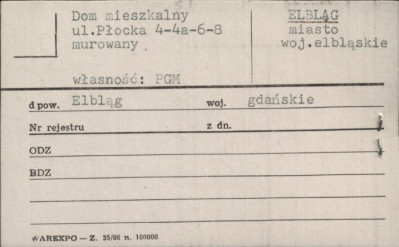 Dom mieszkalny
ul.Płocka 4-4a-6-8
murowany
własność: PGM
ELBLĄG
miasto
woj.elbląskie
d pow. Elbląg woj. gdańskie
Nr rejestru z dn.
ODZ
BDZ
WAREXPO — Z. 35/86 n. 100000